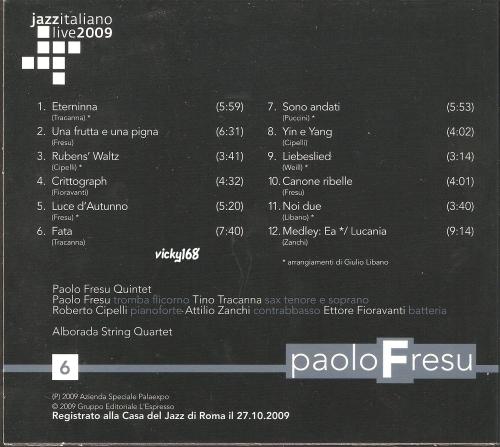 jazzitaliano
live2009
1. Eterninna (5:59)
(Tracanna) *
2. Una frutta e una pigna (6:31)
(Fresu)
3. Rubens' Waltz (3:41)
(Cipelli) *
4. Crittograph (4:32)
(Fioravanti)
5. Luce d'Autunno (5:20)
(Fresu) *
6. Fata (7:40)
(Tracanna)
7. Sono andati (5:53)
(Puccini) *
8. Yin e Yang (4:02)
(Cipelli)
9. Liebeslied (3:14)
(Weill) *
10. Canone ribelle (4:01)
(Fresu)
11. Noi due (3:40)
(Libano) *
12. Medley: Ea */ Lucania (9:14)
(Zanchi)
vicky168
* arrangiamenti di Giulio Libano
Paolo Fresu Quintet
Paolo Fresu tromba flicorno Tino Tracanna sax tenore e soprano
Roberto Cipelli pianoforte Attilio Zanchi contrabbasso Ettore Fioravanti batteria
Alborada String Quartet
6
paoloFresu
(P) 2009 Azienda Speciale Palaexpo
© 2009 Gruppo Editoriale L'Espresso
Registrato alla Casa del Jazz di Roma il 27.10.2009